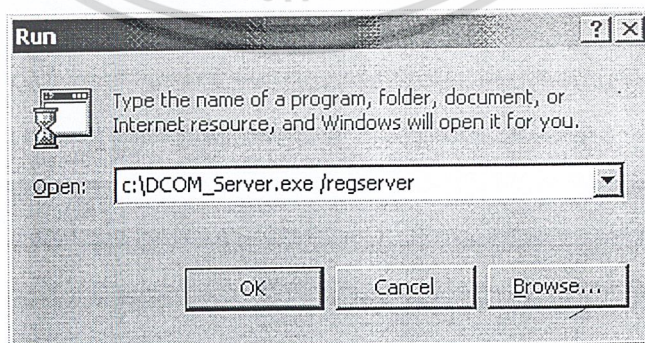 Run
Type the name of a program, folder, document, or
Internet resource, and Windows will open it for you.
Open:
c:\DCOM_Server.exe /regserver
OK
Cancel
Browse...